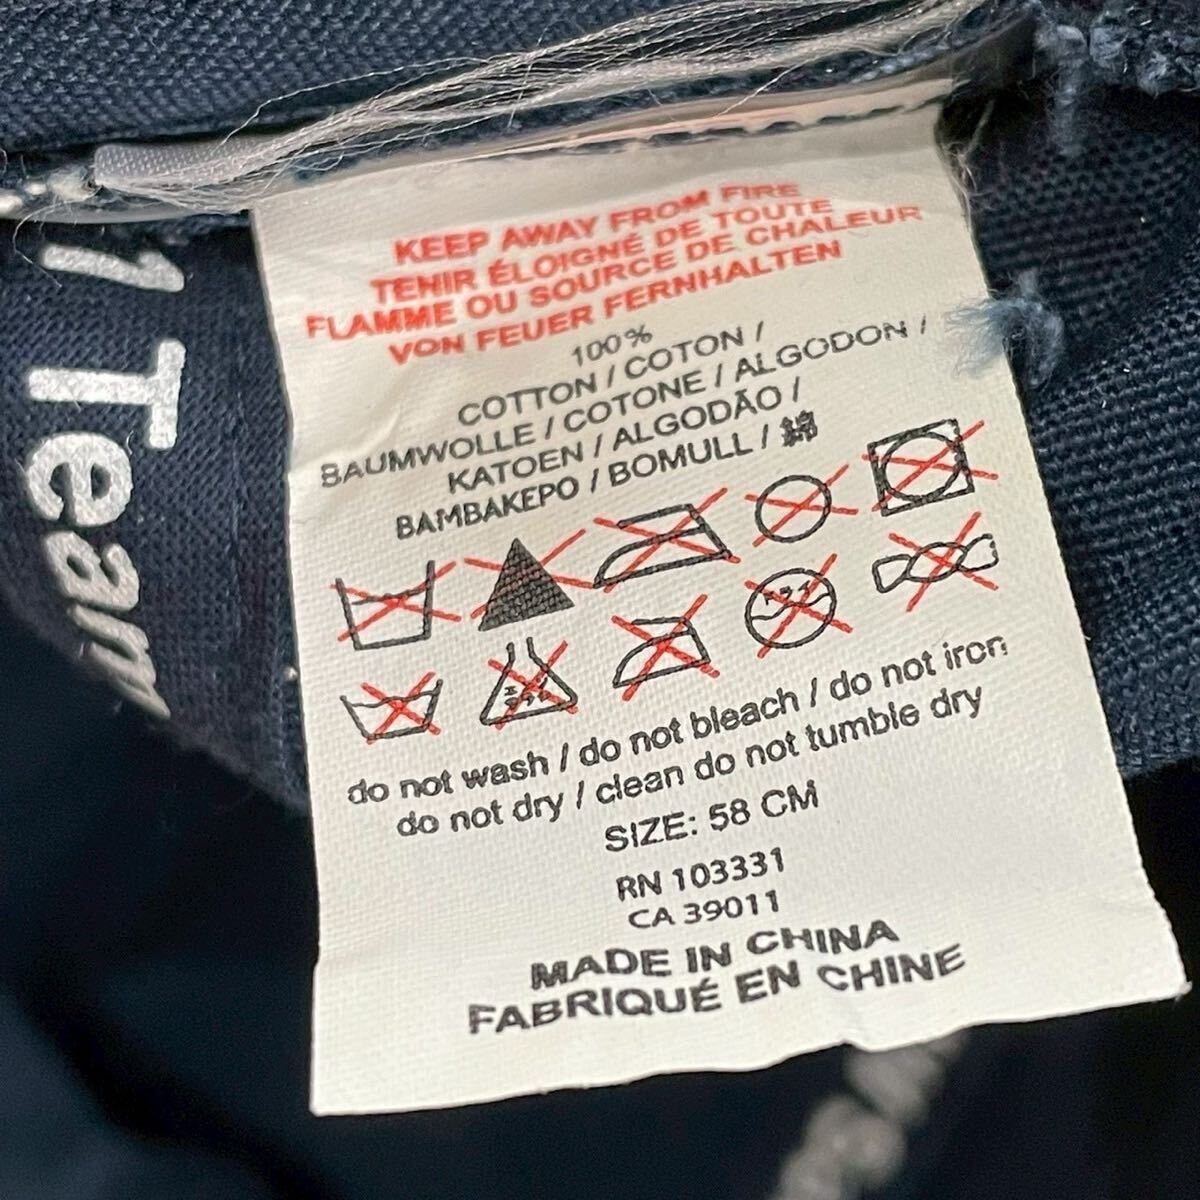 KEEP AWAY FROM FIRE
TENIR ÉLOIGNÉ DE TOUTE
FLAMME OU SOURCE DE CHALEUR
VON FEUER FERNHALTEN
100%
COTTON / COTON /
BAUMWOLLE / COTONE / ALGODON /
KATOEN / ALGODÃO /
BAMBAKEPO / BOMULL / 綿
do not wash / do not bleach / do not iron
do not dry / clean do not tumble dry
SIZE: 58 CM
RN 103331
CA 39011
MADE IN CHINA
FABRIQUÉ EN CHINE
1 Team